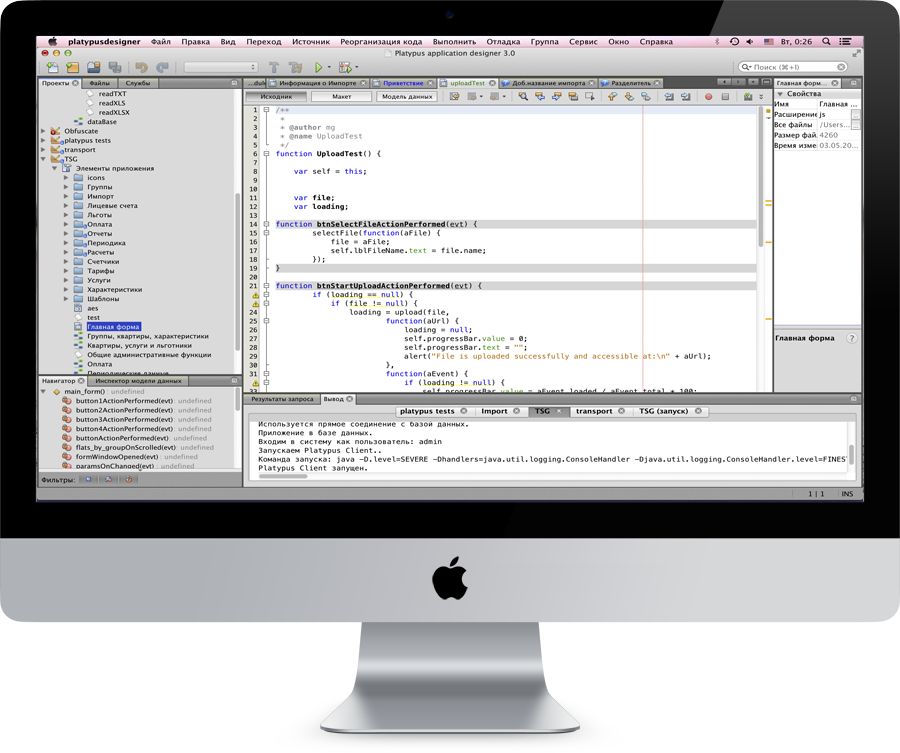 platypusdesigner Файл Правка Вид Переход Источник Реорганизация кода Выполнить Отладка Группа Сервис Окно Справка Вт, 0:26
Platypus application designer 3.0
Поиск (⌘+I)
Проекты Файлы Службы
readTXT
readXLS
readXLSX
dataBase
Obfuscate
platypus tests
transport
TSG
Элементы приложения
icons
Группы
Импорт
Лицевые счета
Льготы
Оплата
Отчеты
Периодика
Расчеты
Счетчики
Тарифы
Услуги
Характеристики
Шаблоны
aes
test
Главная форма
Группы, квартиры, характеристики
Квартиры, услуги и льготники
Общие административные функции
Оплата
Периодические данные
Навигатор Инспектор модели данных
main_form() : undefined
button1ActionPerformed(evt) : undefined
button2ActionPerformed(evt) : undefined
button3ActionPerformed(evt) : undefined
button4ActionPerformed(evt) : undefined
buttonActionPerformed(evt) : undefined
flats_by_groupOnScrolled(evt) : undefined
formWindowOpened(evt) : undefined
paramsOnChanged(evt) : undefined
Фильтры:
Информация о Импорте Приветствие uploadTest Доб.название импорта Разделитель
Исходник Макет Модель данных
1 /**
2 *
3 * @author mg
4 * @name UploadTest
5 */
6 function UploadTest() {
7
8 var self = this;
9
10
11 var file;
12 var loading;
13
14 function btnSelectFileActionPerformed(evt) {
15 selectFile(function(aFile) {
16 file = aFile;
17 self.lblFileName.text = file.name;
18 });
19 }
20
21 function btnStartUploadActionPerformed(evt) {
if (loading == null) {
if (file != null) {
24 loading = upload(file,
25 function(aUrl) {
26 loading = null;
27 self.progressBar.value = 0;
28 self.progressBar.text = "";
29 alert("File is uploaded successfully and accessible at:\n" + aUrl);
30 },
31 function(aEvent) {
if (loading != null) {
33 self.progressBar.value = aEvent.loaded / aEvent.total * 100;
Главная форм...
Свойства
Имя Главная ...
Расширение js
Все файлы /Users...
Размер фай. 4260
Время изме 03.05.20...
Главная форма ?
Результаты запроса Вывод
platypus tests Import TSG transport TSG (запуск)
Используется прямое соединение с базой данных.
Приложение в базе данных.
Входим в систему как пользователь: admin
Запускаем Platypus Client..
Команда запуска: java -D.level=SEVERE -Dhandlers=java.util.logging.ConsoleHandler -Djava.util.logging.ConsoleHandler.level=FINEST
Platypus Client запущен.
1 | 1 INS